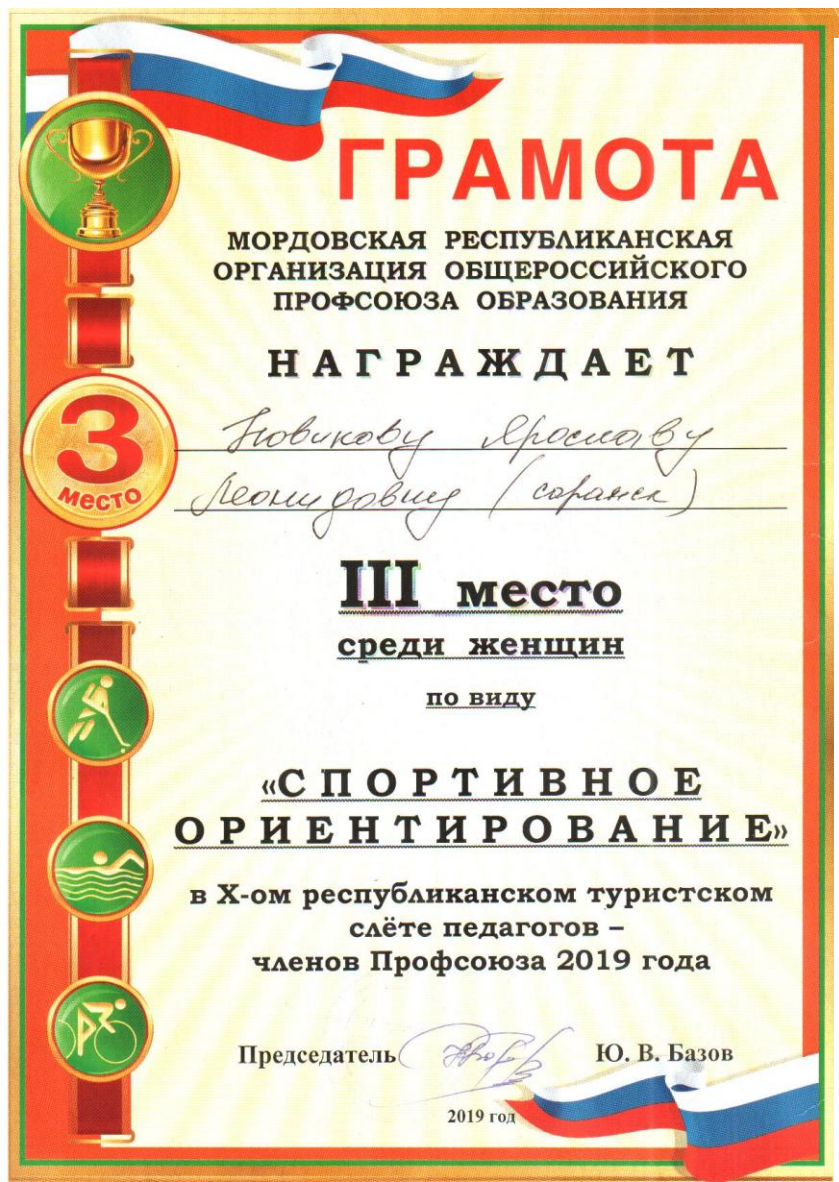 ГРАМОТА
МОРДОВСКАЯ РЕСПУБЛИКАНСКАЯ
ОРГАНИЗАЦИЯ ОБЩЕРОССИЙСКОГО
ПРОФСОЮЗА ОБРАЗОВАНИЯ
НАГРАЖДАЕТ
3
место
Новикову Ярославу
Леонидовну (Саранск)
III место
среди женщин
по виду
«СПОРТИВНОЕ
ОРИЕНТИРОВАНИЕ»
в X-ом республиканском туристском
слёте педагогов –
членов Профсоюза 2019 года
Председатель Ю. В. Базов
2019 год